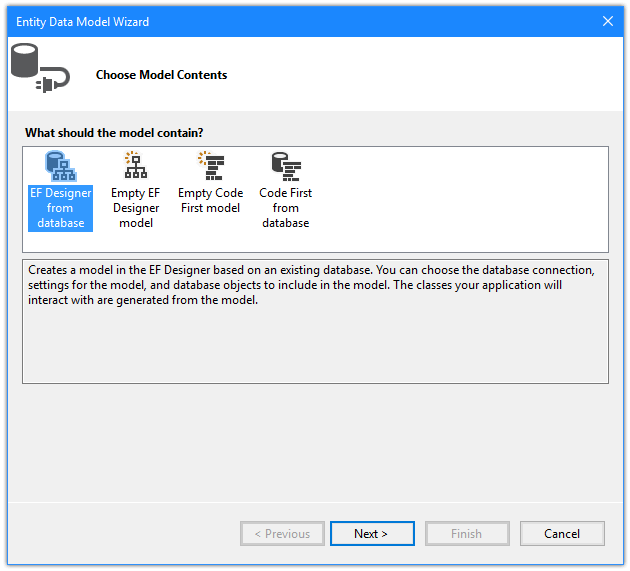 Entity Data Model Wizard
Choose Model Contents
What should the model contain?
EF Designer
from
database
Empty EF
Designer
model
Empty Code
First model
Code First
from
database
Creates a model in the EF Designer based on an existing database. You can choose the database connection,
settings for the model, and database objects to include in the model. The classes your application will
interact with are generated from the model.
< Previous
Next >
Finish
Cancel